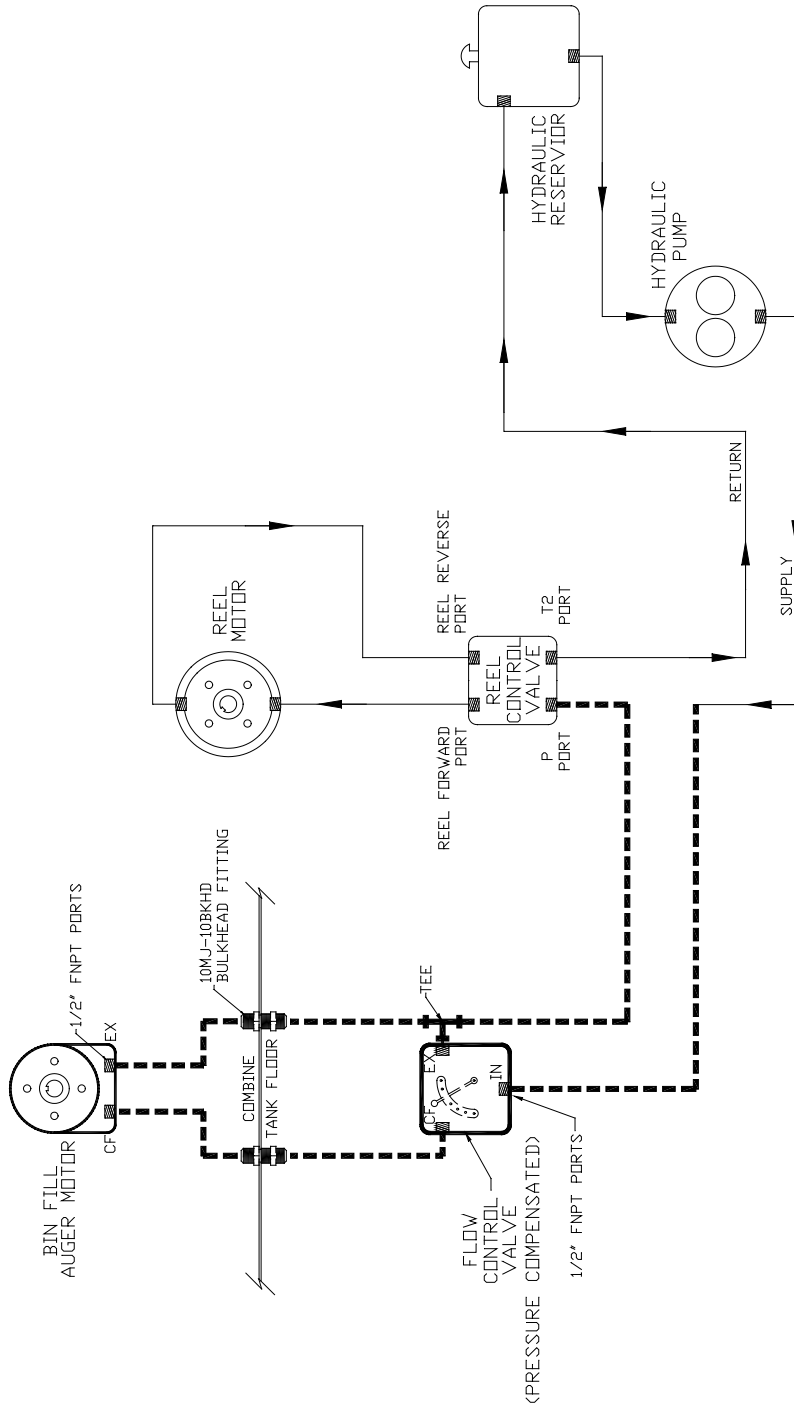 BIN FILL
AUGER MOTOR
1/2" FNPT PORTS
CF
EX
COMBINE
TANK FLOOR
10MJ-10BKHD
BULKHEAD FITTING
REEL
MOTOR
FLOW
CONTROL
VALVE
(PRESSURE COMPENSATED)
CF
EX
IN
1/2" FNPT PORTS
TEE
REEL FORWARD
PORT
REEL REVERSE
PORT
REEL
CONTROL
VALVE
P
PORT
T2
PORT
RETURN
SUPPLY
HYDRAULIC
RESERVIOR
HYDRAULIC
PUMP